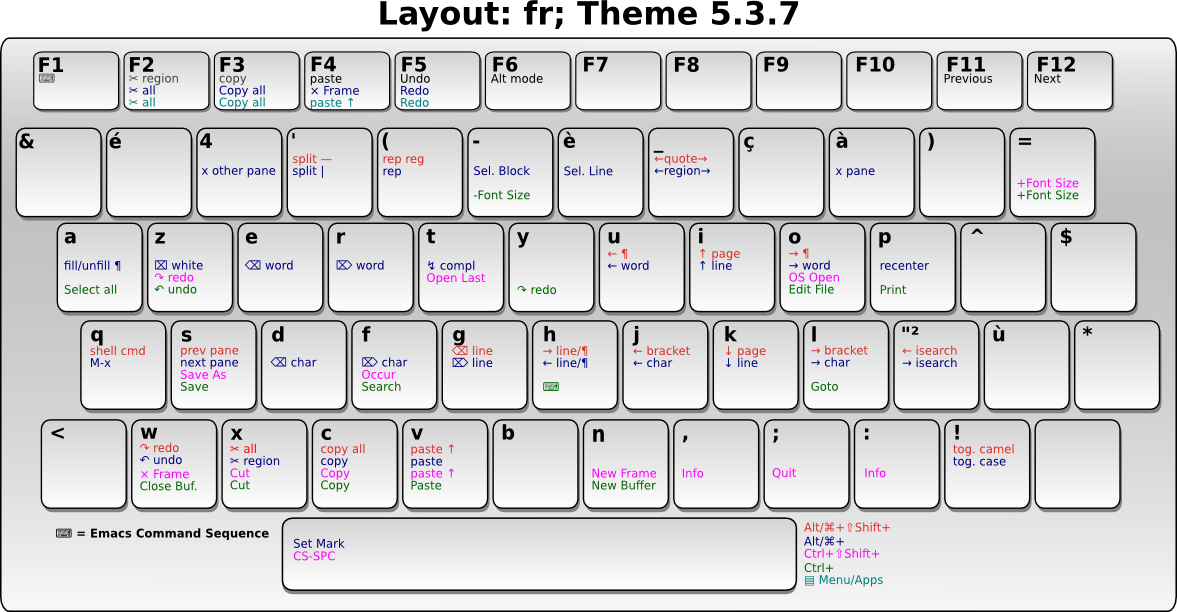 Layout: fr; Theme 5.3.7
F1
⌨
F2
✂ region
✂ all
✂ all
F3
copy
Copy all
Copy all
F4
paste
× Frame
paste ↑
F5
Undo
Redo
Redo
F6
Alt mode
F7
F8
F9
F10
F11
Previous
F12
Next
&
é
4
x other pane
'
split —
split |
(
rep reg
rep
-
Sel. Block
-Font Size
è
Sel. Line
_
←quote→
←region→
ç
à
x pane
)
=
+Font Size
+Font Size
a
fill/unfill ¶
Select all
z
⌧ white
↷ redo
↶ undo
e
⌫ word
r
⌦ word
t
↯ compl
Open Last
y
↷ redo
u
← ¶
← word
i
↑ page
↑ line
o
→ ¶
→ word
OS Open
Edit File
p
recenter
Print
^
$
q
shell cmd
M-x
s
prev pane
next pane
Save As
Save
d
⌫ char
f
⌦ char
Occur
Search
g
⌫ line
⌦ line
h
→ line/¶
← line/¶
⌨
j
← bracket
← char
k
↓ page
↓ line
l
→ bracket
→ char
Goto
"²
← isearch
→ isearch
ù
*
<
w
↷ redo
↶ undo
× Frame
Close Buf.
x
✂ all
✂ region
Cut
Cut
c
copy all
copy
Copy
Copy
v
paste ↑
paste
paste ↑
Paste
b
n
New Frame
New Buffer
,
Info
;
Quit
:
Info
!
tog. camel
tog. case
⌨ = Emacs Command Sequence
Set Mark
CS-SPC
Alt/⌘+⇧Shift+
Alt/⌘+
Ctrl+⇧Shift+
Ctrl+
▤ Menu/Apps